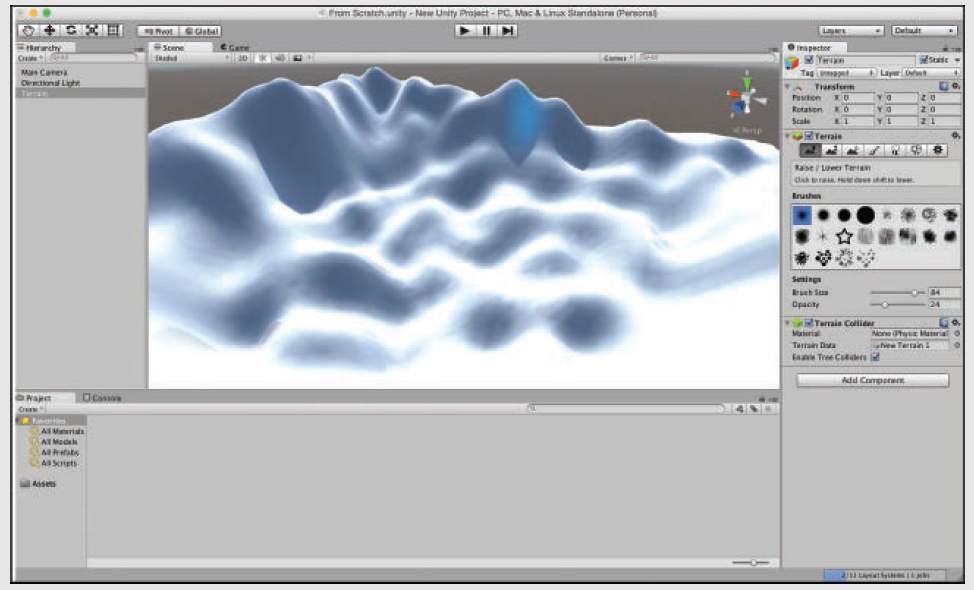 From Scratch.unity - New Unity Project - PC, Mac & Linux Standalone (Personal)
Pivot Global
Layers Default
Hierarchy
Create
Main Camera
Directional Light
Terrain
Scene Game
Shaded 2D Gizmos
Persp
Inspector
Terrain Static
Tag Untagged Layer Default
Transform
Position X 0 Y 0 Z 0
Rotation X 0 Y 0 Z 0
Scale X 1 Y 1 Z 1
Terrain
Raise / Lower Terrain
Click to raise. Hold down shift to lower.
Brushes
Settings
Brush Size 84
Opacity 24
Terrain Collider
Material None (Physic Material
Terrain Data New Terrain 1
Enable Tree Colliders
Add Component
Project Console
Create
Favorites
All Materials
All Models
All Prefabs
All Scripts
Assets
Layout Systems | jobs